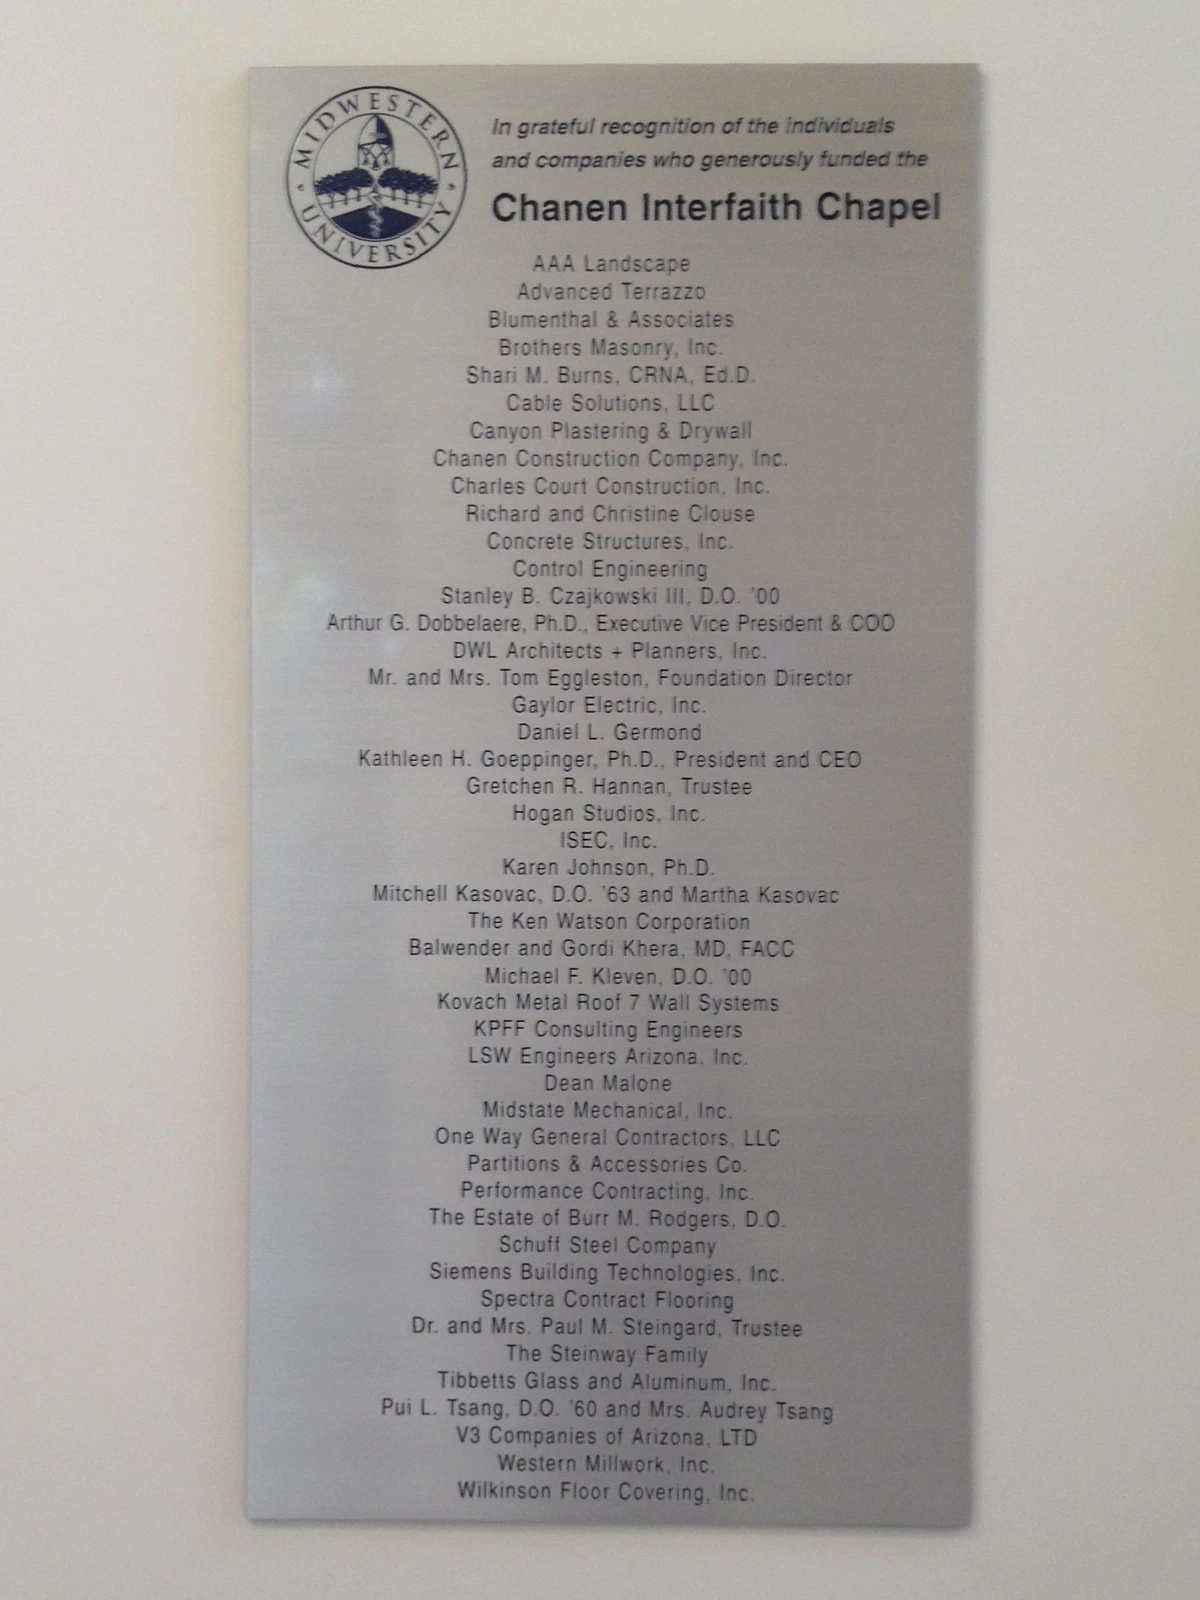 MIDWESTERN
UNIVERSITY
In grateful recognition of the individuals
and companies who generously funded the
Chanen Interfaith Chapel
AAA Landscape
Advanced Terrazzo
Blumenthal & Associates
Brothers Masonry, Inc.
Shari M. Burns, CRNA, Ed.D.
Cable Solutions, LLC
Canyon Plastering & Drywall
Chanen Construction Company, Inc.
Charles Court Construction, Inc.
Richard and Christine Clouse
Concrete Structures, Inc.
Control Engineering
Stanley B. Czajkowski III, D.O. '00
Arthur G. Dobbelaere, Ph.D., Executive Vice President & COO
DWL Architects + Planners, Inc.
Mr. and Mrs. Tom Eggleston, Foundation Director
Gaylor Electric, Inc.
Daniel L. Germond
Kathleen H. Goeppinger, Ph.D., President and CEO
Gretchen R. Hannan, Trustee
Hogan Studios, Inc.
ISEC, Inc.
Karen Johnson, Ph.D.
Mitchell Kasovac, D.O. '63 and Martha Kasovac
The Ken Watson Corporation
Balwender and Gordi Khera, MD, FACC
Michael F. Kleven, D.O. '00
Kovach Metal Roof 7 Wall Systems
KPFF Consulting Engineers
LSW Engineers Arizona, Inc.
Dean Malone
Midstate Mechanical, Inc.
One Way General Contractors, LLC
Partitions & Accessories Co.
Performance Contracting, Inc.
The Estate of Burr M. Rodgers, D.O.
Schuff Steel Company
Siemens Building Technologies, Inc.
Spectra Contract Flooring
Dr. and Mrs. Paul M. Steingard, Trustee
The Steinway Family
Tibbetts Glass and Aluminum, Inc.
Pui L. Tsang, D.O. '60 and Mrs. Audrey Tsang
V3 Companies of Arizona, LTD
Western Millwork, Inc.
Wilkinson Floor Covering, Inc.